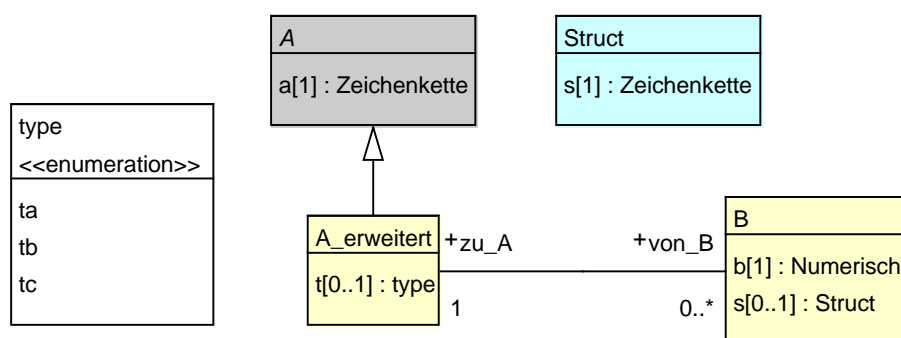 A
a[1] : Zeichenkette
Struct
s[1] : Zeichenkette
type
<<enumeration>>
ta
tb
tc
A_erweitert
t[0..1] : type
+zu_A
1
+von_B
0..*
B
b[1] : Numerisch
s[0..1] : Struct